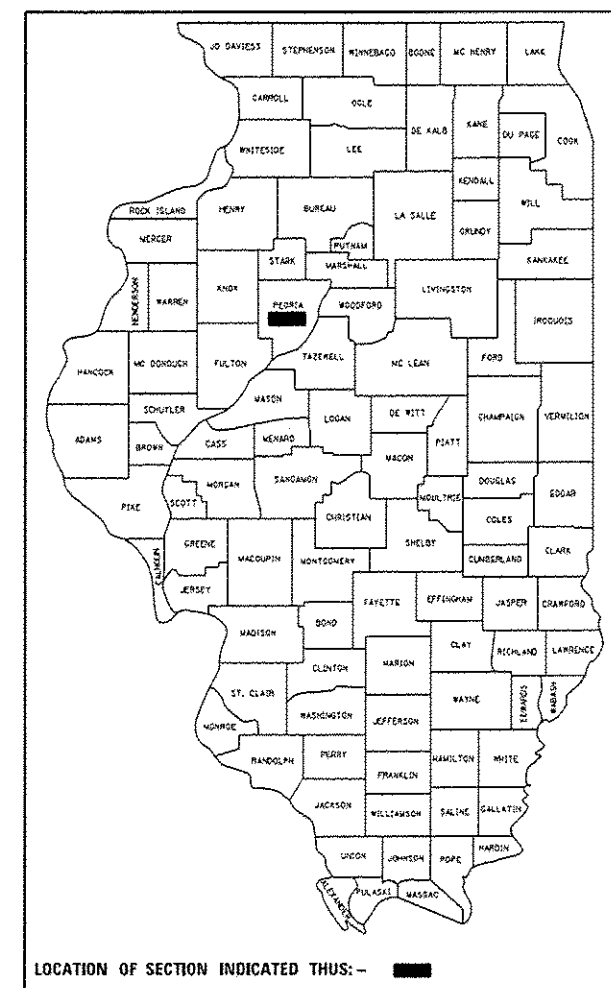 JO DAVIESS STEPHENSON WINNEBAGO BOONE MC HENRY LAKE
CARROLL OGLE DE KALB KANE DU PAGE COOK
WHITESIDE LEE
KENDALL WILL
ROCK ISLAND HENRY BUREAU LA SALLE GRUNDY
MERCER PUTNAM KANKAKEE
STARK MARSHALL
HENDERSON WARREN KNOX PEORIA WOODFORD LIVINGSTON IROQUOIS
HANCOCK MC DONOUGH FULTON TAZEWELL MC LEAN FORD
MASON
SCHUYLER LOGAN DE WITT CHAMPAIGN VERMILION
ADAMS BROWN CASS MENARD PIATT
MACON
PIKE SCOTT MORGAN SANGAMON MOULTRIE DOUGLAS EDGAR
CHRISTIAN COLES
CALHOUN GREENE MACOUPIN SHELBY CUMBERLAND CLARK
MONTGOMERY
JERSEY FAYETTE EFFINGHAM JASPER CRAWFORD
MADISON BOND
CLAY RICHLAND LAWRENCE
CLINTON MARION
ST. CLAIR WAYNE EDWARDS WABASH
MONROE WASHINGTON JEFFERSON
RANDOLPH PERRY HAMILTON WHITE
FRANKLIN
JACKSON WILLIAMSON SALINE GALLATIN
UNION JOHNSON POPE HARDIN
ALEXANDER PULASKI MASSAC
LOCATION OF SECTION INDICATED THUS: -